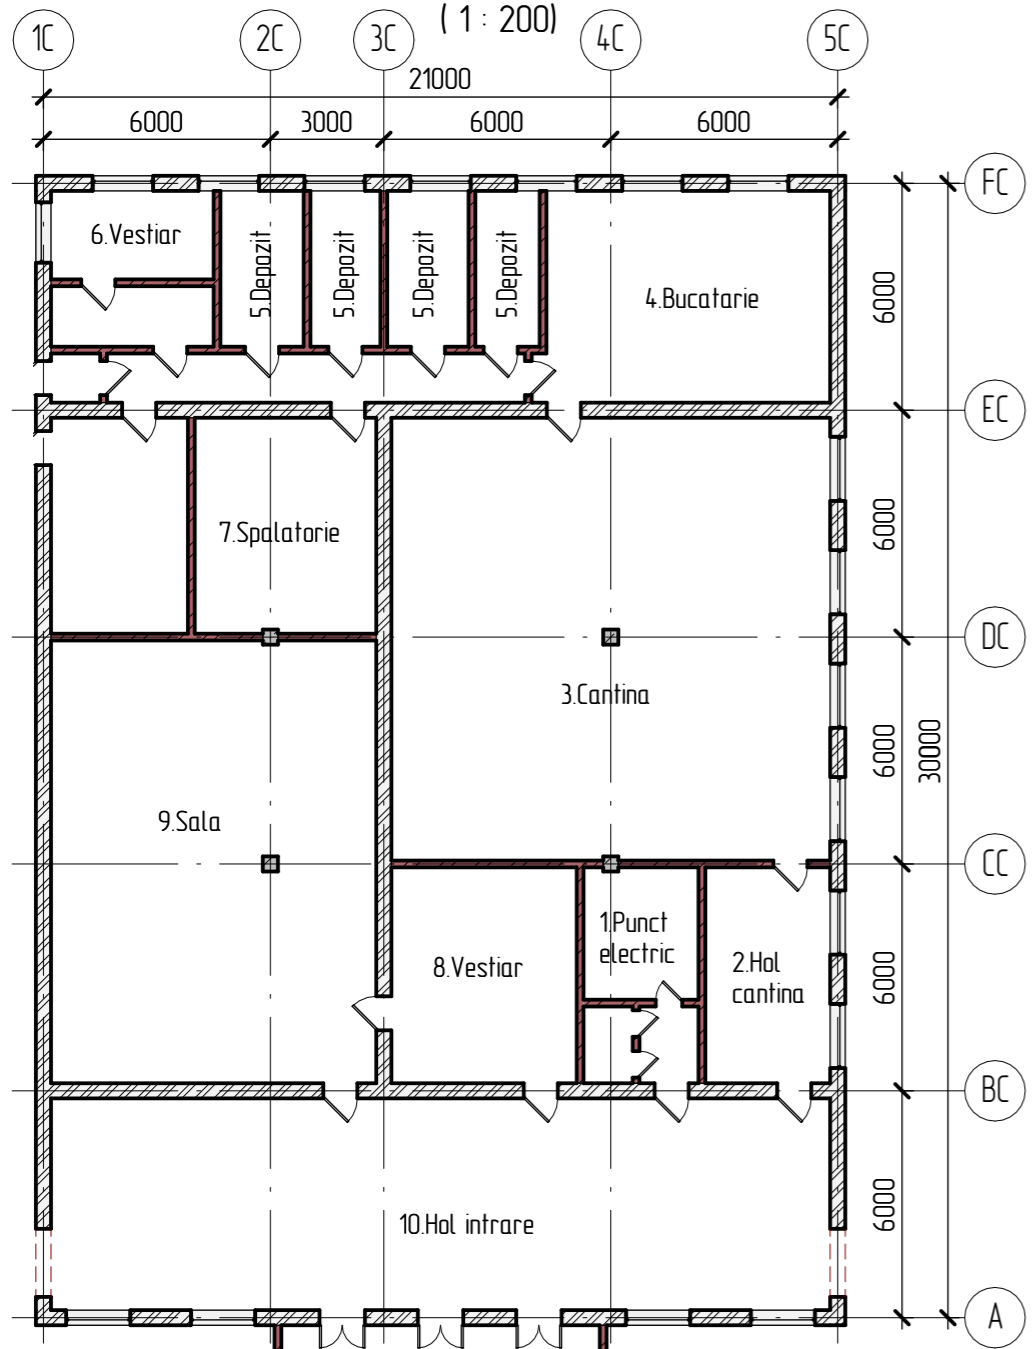 ( 1 : 200)
1C 2C 3C 4C 5C
21000
6000 3000 6000 6000
FC
6.Vestiar
5.Depozit
5.Depozit
5.Depozit
5.Depozit
4.Bucatarie
6000
EC
7.Spalatorie
6000
DC
3.Cantina
6000
30000
9.Sala
CC
1.Punct
electric
8.Vestiar
2.Hol
cantina
6000
BC
10.Hol intrare
6000
A